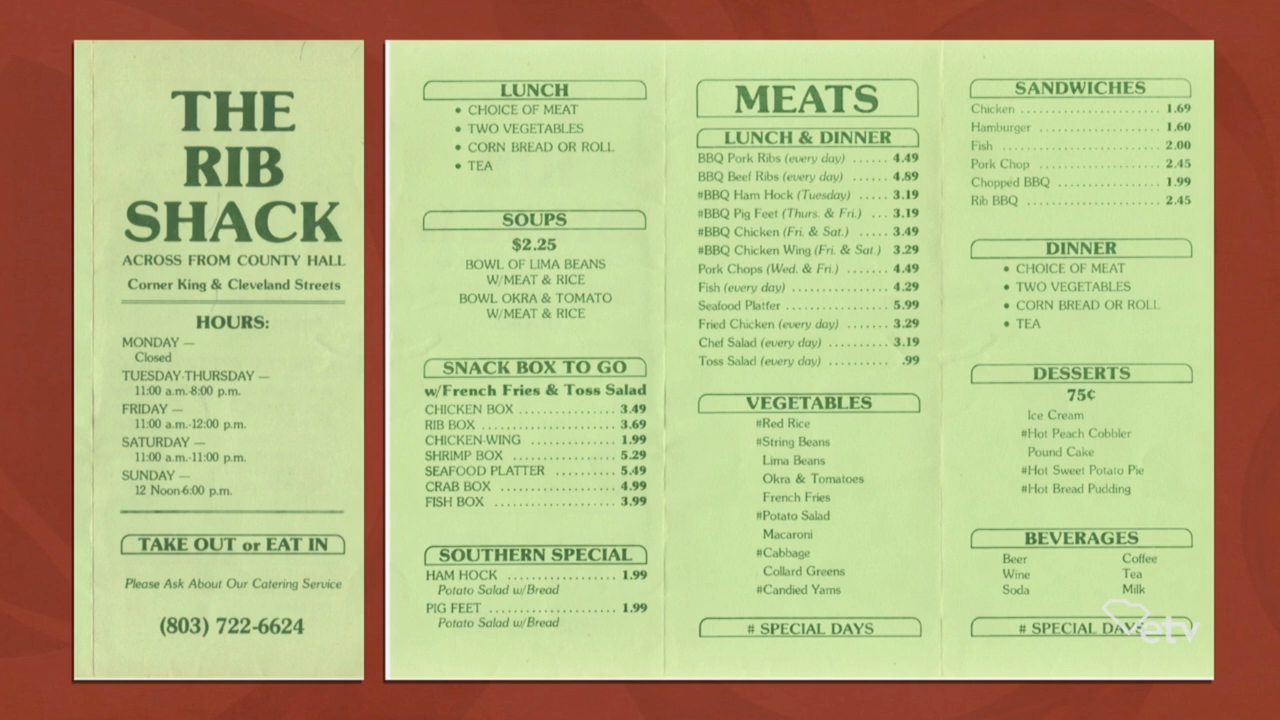 THE
RIB
SHACK
ACROSS FROM COUNTY HALL
Corner King & Cleveland Streets
HOURS:
MONDAY —
Closed
TUESDAY-THURSDAY —
11:00 a.m.-8:00 p.m.
FRIDAY —
11:00 a.m.-12:00 p.m.
SATURDAY —
11:00 a.m.-11:00 p.m.
SUNDAY —
12 Noon-6:00 p.m.
TAKE OUT or EAT IN
Please Ask About Our Catering Service
(803) 722-6624
LUNCH
• CHOICE OF MEAT
• TWO VEGETABLES
• CORN BREAD OR ROLL
• TEA
SOUPS
$2.25
BOWL OF LIMA BEANS
W/MEAT & RICE
BOWL OKRA & TOMATO
W/MEAT & RICE
SNACK BOX TO GO
w/French Fries & Toss Salad
CHICKEN BOX ................ 3.49
RIB BOX ...................... 3.69
CHICKEN-WING .............. 1.99
SHRIMP BOX .................. 5.29
SEAFOOD PLATTER .......... 5.49
CRAB BOX ................... 4.99
FISH BOX .................... 3.99
SOUTHERN SPECIAL
HAM HOCK .................. 1.99
Potato Salad w/Bread
PIG FEET ..................... 1.99
Potato Salad w/Bread
MEATS
LUNCH & DINNER
BBQ Pork Ribs (every day) ...... 4.49
BBQ Beef Ribs (every day) ...... 4.89
#BBQ Ham Hock (Tuesday) ...... 3.19
#BBQ Pig Feet (Thurs. & Fri.) ... 3.19
#BBQ Chicken (Fri. & Sat.) ..... 3.49
#BBQ Chicken Wing (Fri. & Sat.) 3.29
Pork Chops (Wed. & Fri.) ....... 4.49
Fish (every day) ................ 4.29
Seafood Platter ................. 5.99
Fried Chicken (every day) ....... 3.29
Chef Salad (every day) .......... 3.19
Toss Salad (every day) .......... .99
VEGETABLES
#Red Rice
#String Beans
Lima Beans
Okra & Tomatoes
French Fries
#Potato Salad
Macaroni
#Cabbage
Collard Greens
#Candied Yams
# SPECIAL DAYS
SANDWICHES
Chicken ......................... 1.69
Hamburger ...................... 1.60
Fish ............................. 2.00
Pork Chop ...................... 2.45
Chopped BBQ .................. 1.99
Rib BBQ ........................ 2.45
DINNER
• CHOICE OF MEAT
• TWO VEGETABLES
• CORN BREAD OR ROLL
• TEA
DESSERTS
75¢
Ice Cream
#Hot Peach Cobbler
Pound Cake
#Hot Sweet Potato Pie
#Hot Bread Pudding
BEVERAGES
Beer Coffee
Wine Tea
Soda Milk
# SPECIAL DAYS
etv